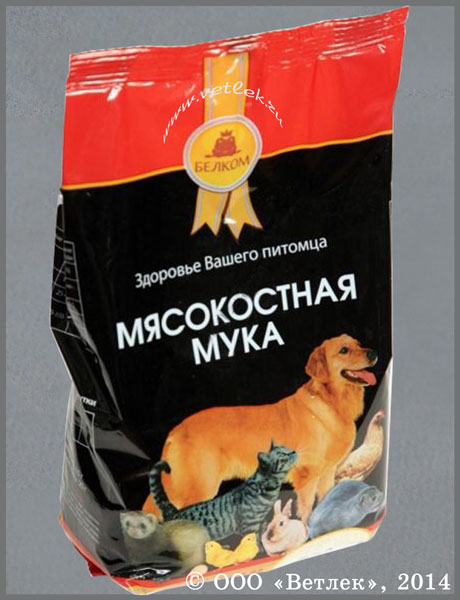 www.vetlek.ru
БЕЛКОМ
Здоровье Вашего питомца
МЯСОКОСТНАЯ
МУКА
© ООО «Ветлек», 2014